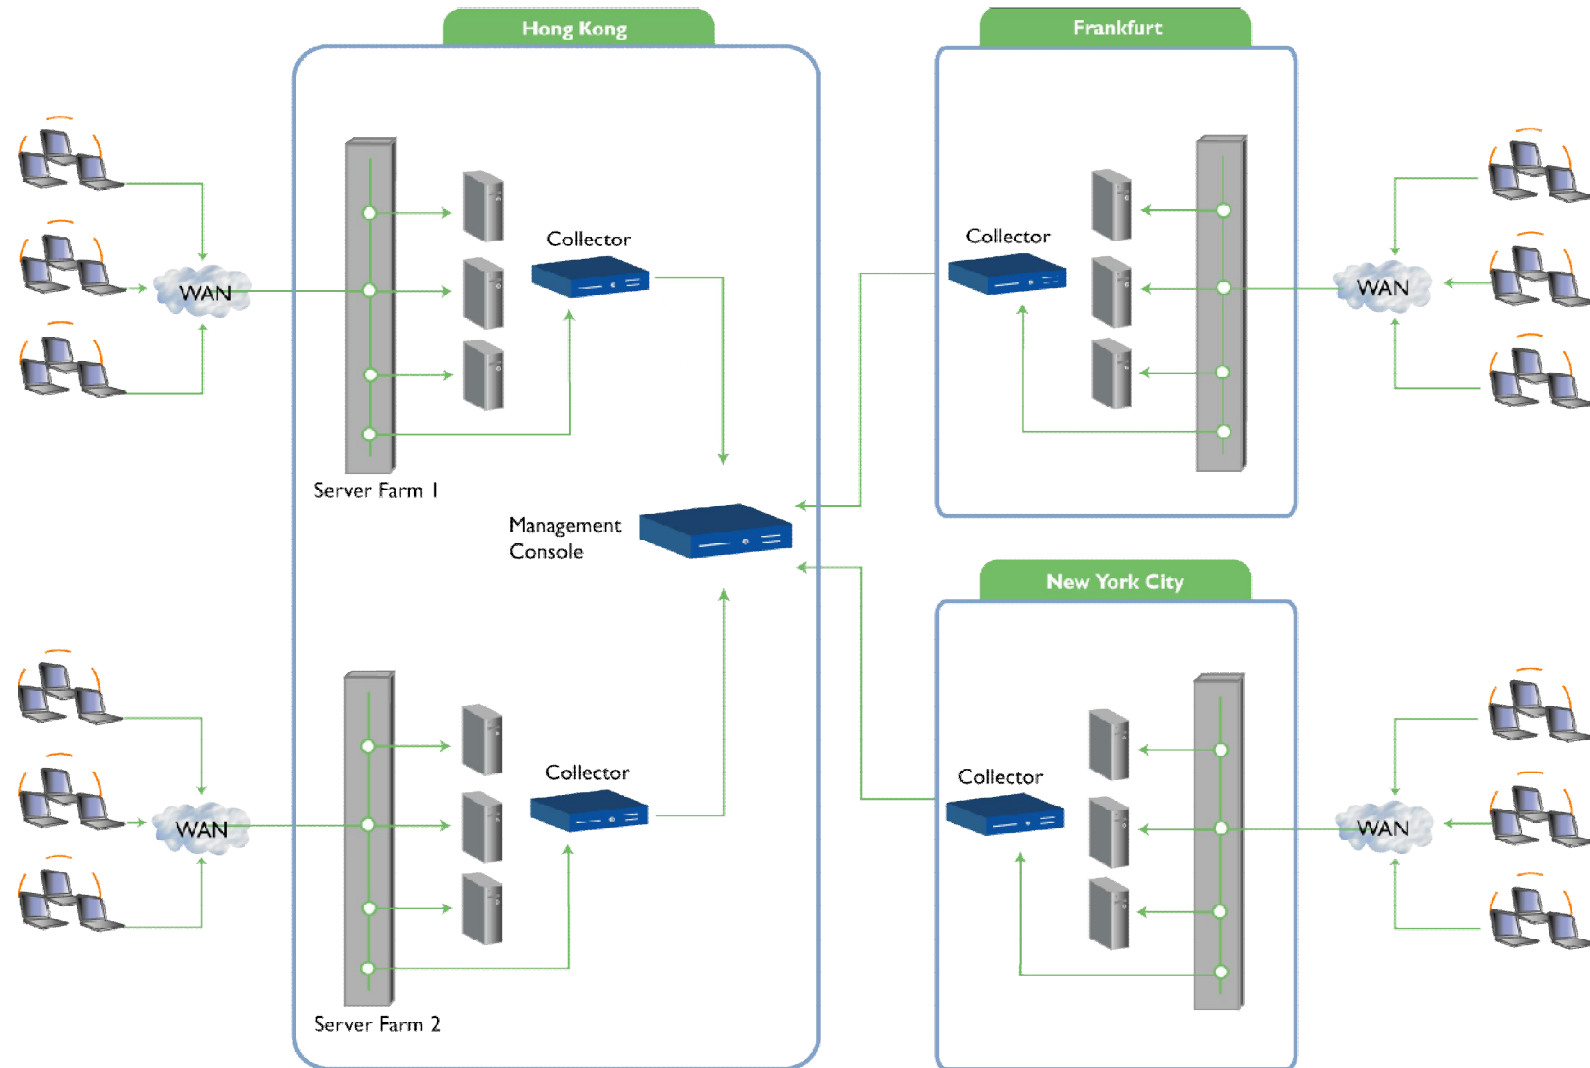 Hong Kong
Frankfurt
Collector
Collector
WAN
WAN
Server Farm 1
Management
Console
New York City
Collector
Collector
WAN
WAN
Server Farm 2